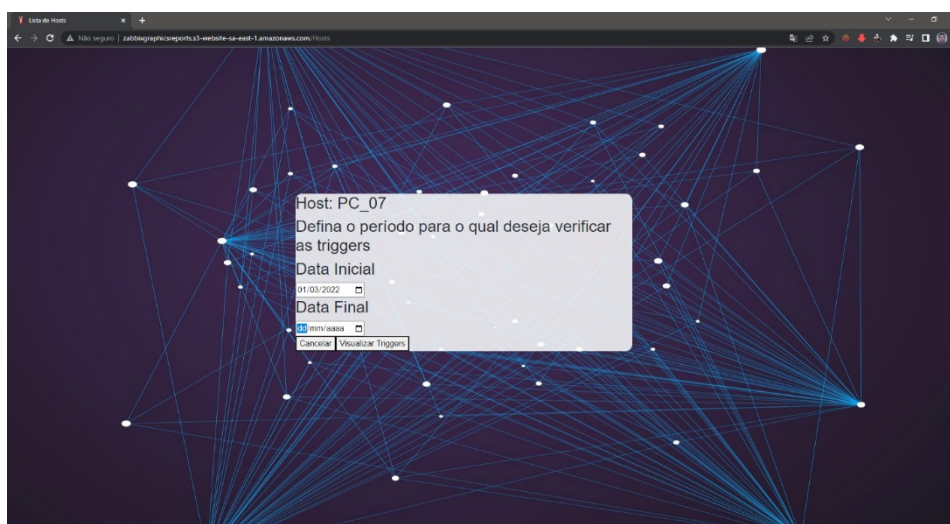 Lista de Hosts
Não seguro | zabbixgraphicsreports.s3-website-sa-east-1.amazonaws.com/Hosts
Host: PC_07
Defina o período para o qual deseja verificar
as triggers
Data Inicial
01/03/2022
Data Final
dd/mm/aaaa
Cancelar Visualizar Triggers